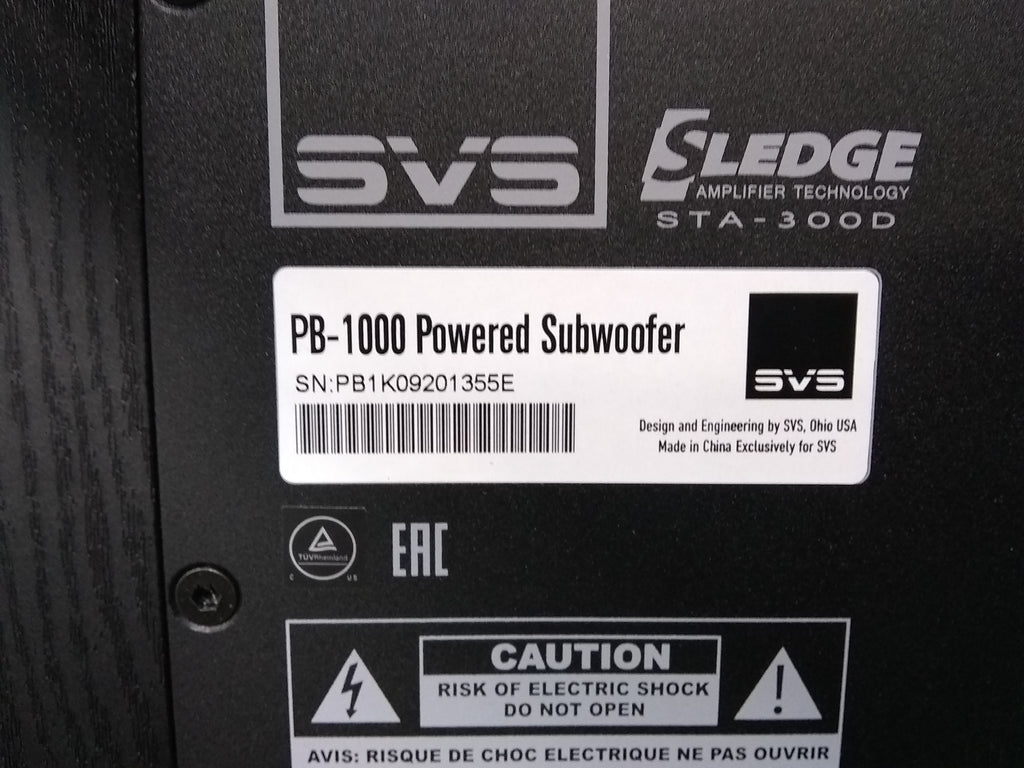 SVS
SLEDGE
AMPLIFIER TECHNOLOGY
STA-300D
PB-1000 Powered Subwoofer
SN:PB1K09201355E
SVS
Design and Engineering by SVS, Ohio USA
Made in China Exclusively for SVS
TÜVRheinland
C US
EAC
CAUTION
RISK OF ELECTRIC SHOCK
DO NOT OPEN
AVIS: RISQUE DE CHOC ELECTRIQUE NE PAS OUVRIR